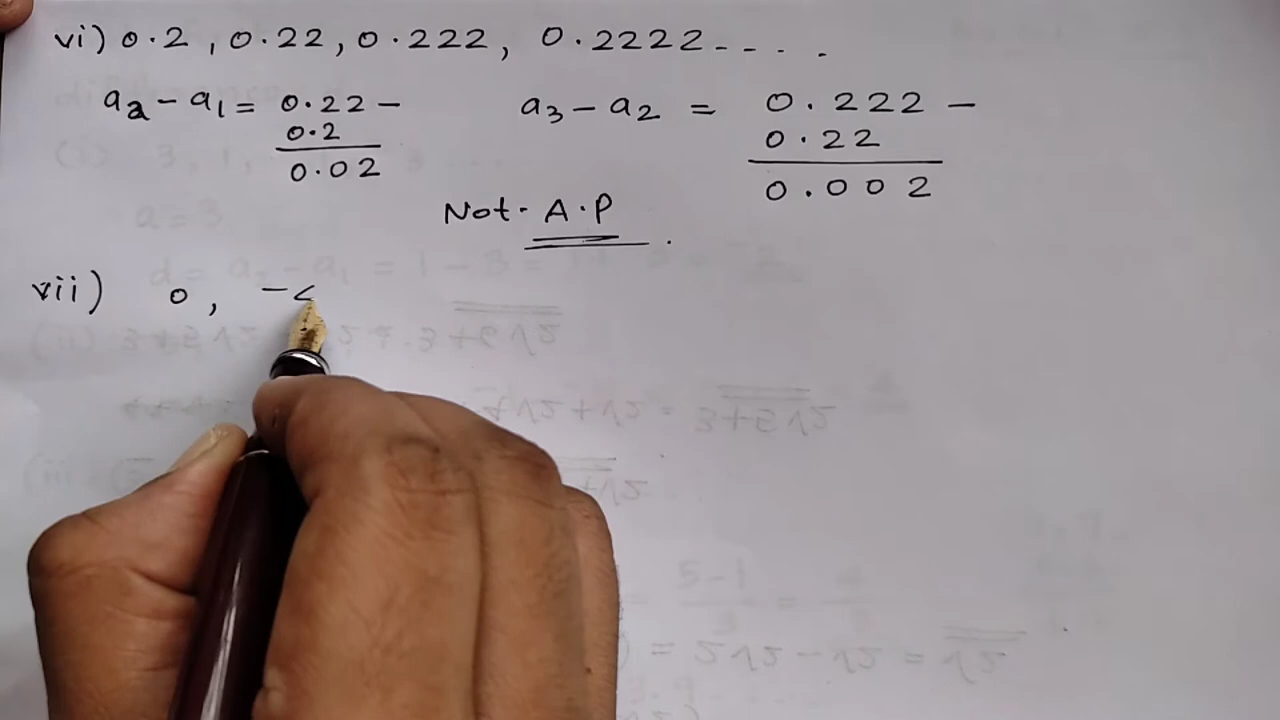 vi) 0.2, 0.22, 0.222, 0.2222- - - .
a2 - a1 = 0.22 - a3 - a2 = 0.222 -
0.2 0.22
0.02 0.002
Not. A.P
vii) 0, -